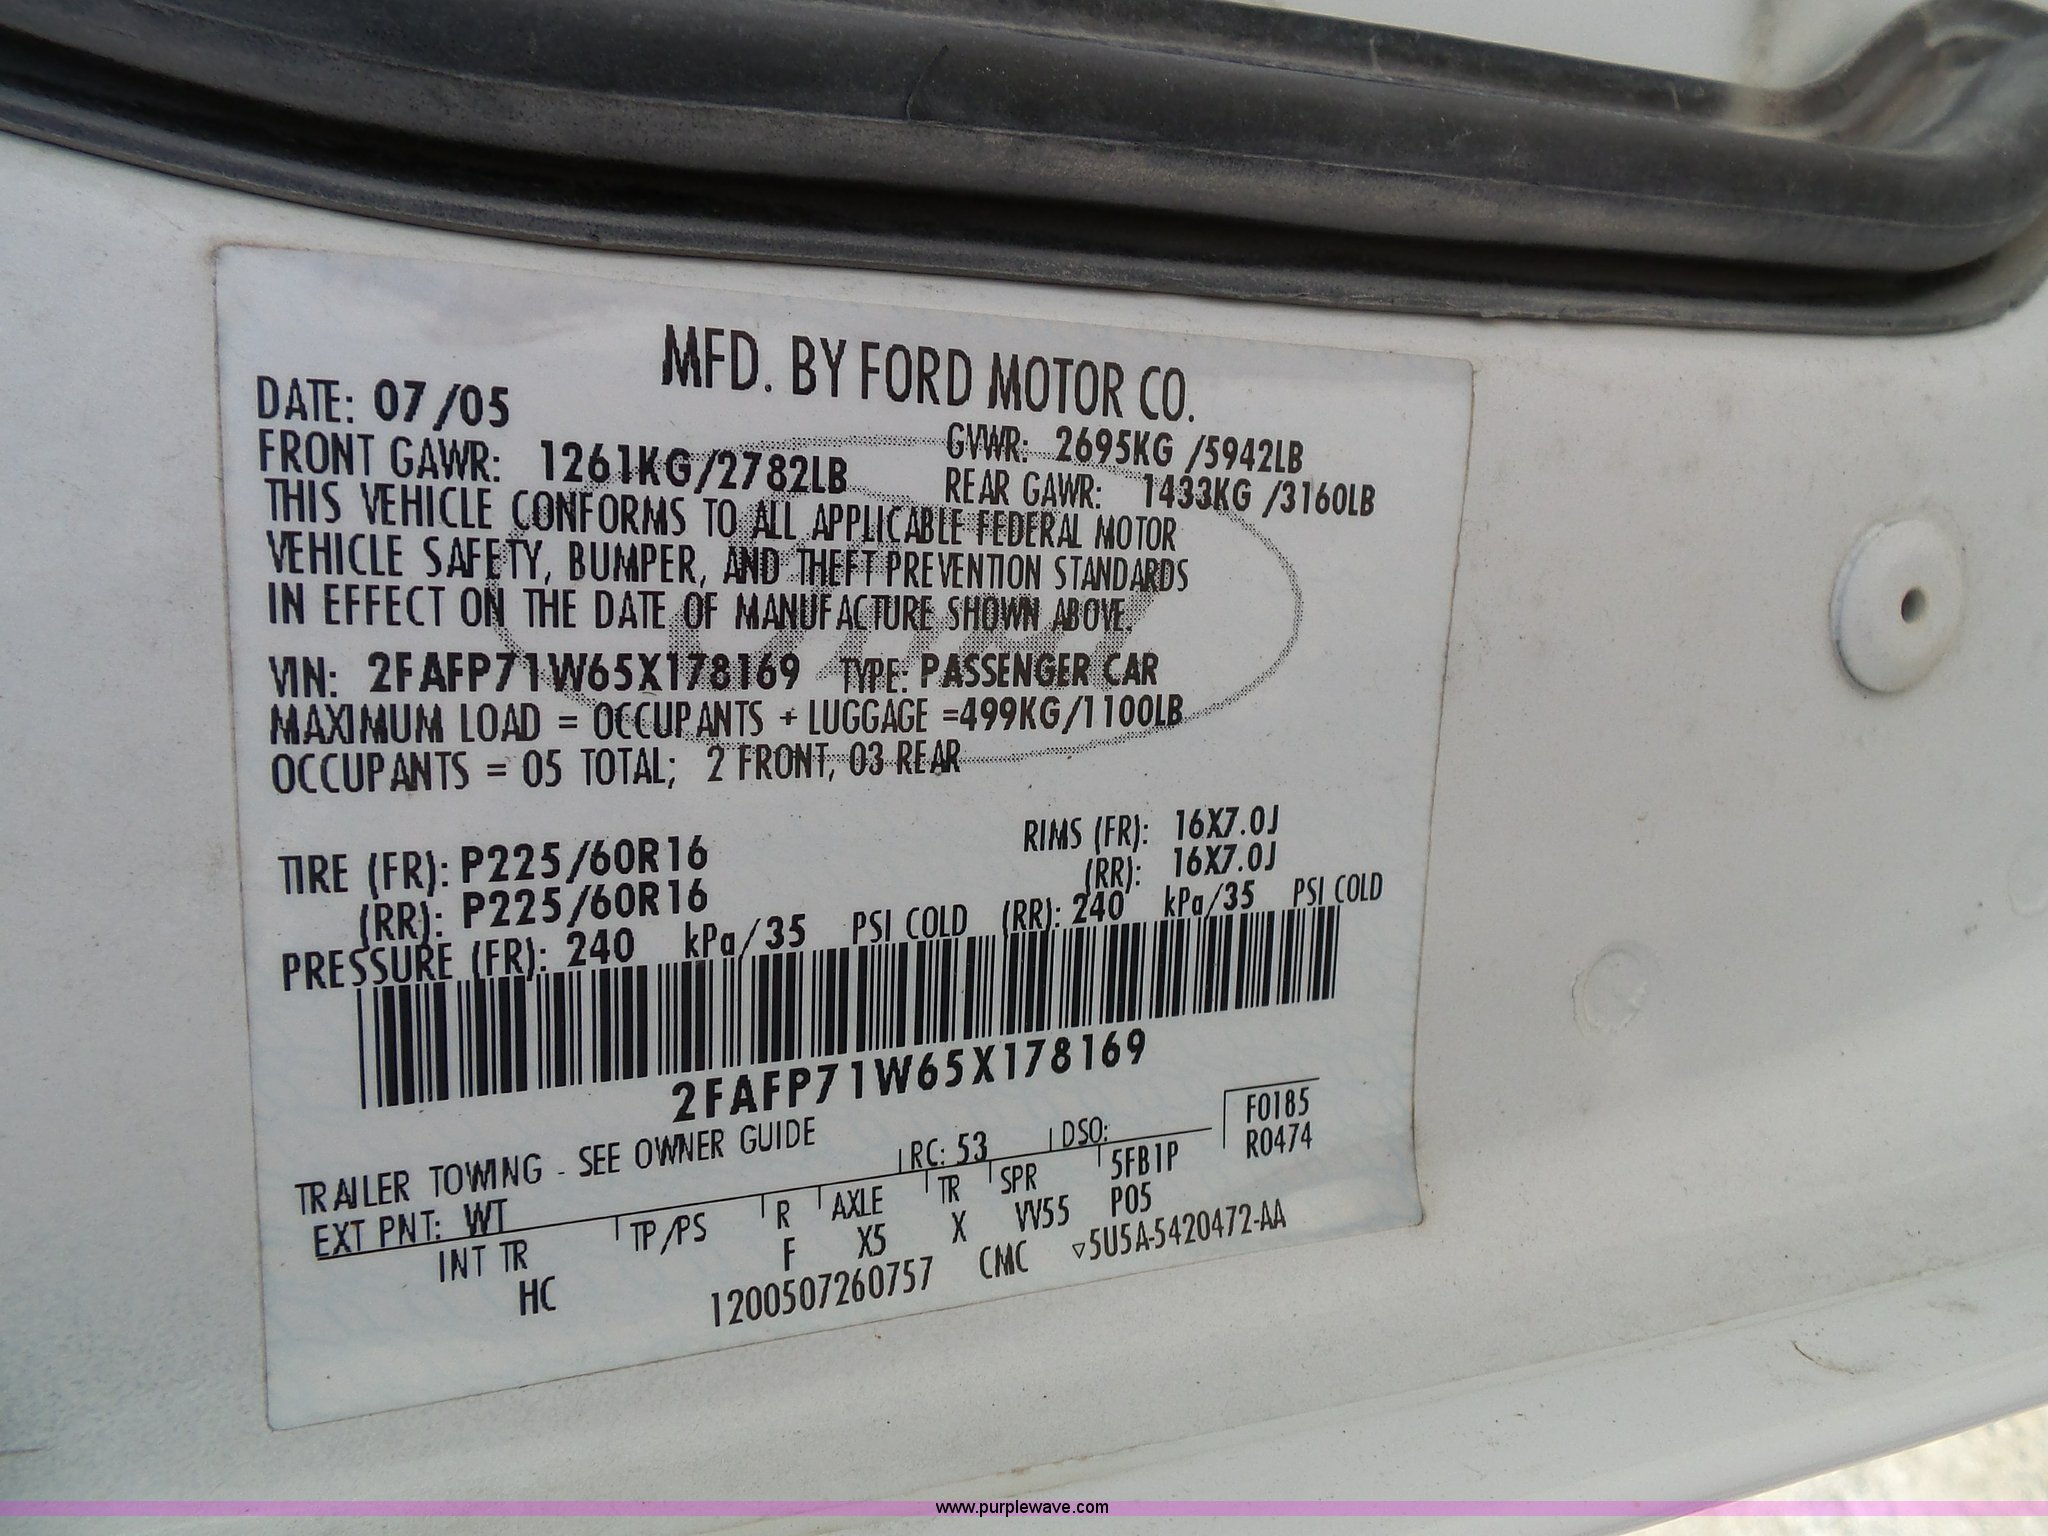 MFD. BY FORD MOTOR CO.
DATE: 07/05
GVWR: 2695KG /5942LB
FRONT GAWR: 1261KG/2782LB
REAR GAWR: 1433KG /3160LB
THIS VEHICLE CONFORMS TO ALL APPLICABLE FEDERAL MOTOR
VEHICLE SAFETY, BUMPER, AND THEFT PREVENTION STANDARDS
IN EFFECT ON THE DATE OF MANUFACTURE SHOWN ABOVE.
VIN: 2FAFP71W65X178169 TYPE: PASSENGER CAR
MAXIMUM LOAD = OCCUPANTS + LUGGAGE =499KG/1100LB
OCCUPANTS = 05 TOTAL; 2 FRONT, 03 REAR
TIRE (FR): P225/60R16 RIMS (FR): 16X7.0J
(RR): P225/60R16 (RR): 16X7.0J
PRESSURE (FR): 240 kPa/35 PSI COLD (RR): 240 kPa/35 PSI COLD
2FAFP71W65X178169
TRAILER TOWING - SEE OWNER GUIDE
EXT PNT: WT RC: 53 DSO: F0185
R0474
INT TR TP/PS R AXLE TR SPR 5FB1P
HC F X5 X VV55 P05
1200507260757 CMC ▽5U5A-5420472-AA
www.purplewave.com